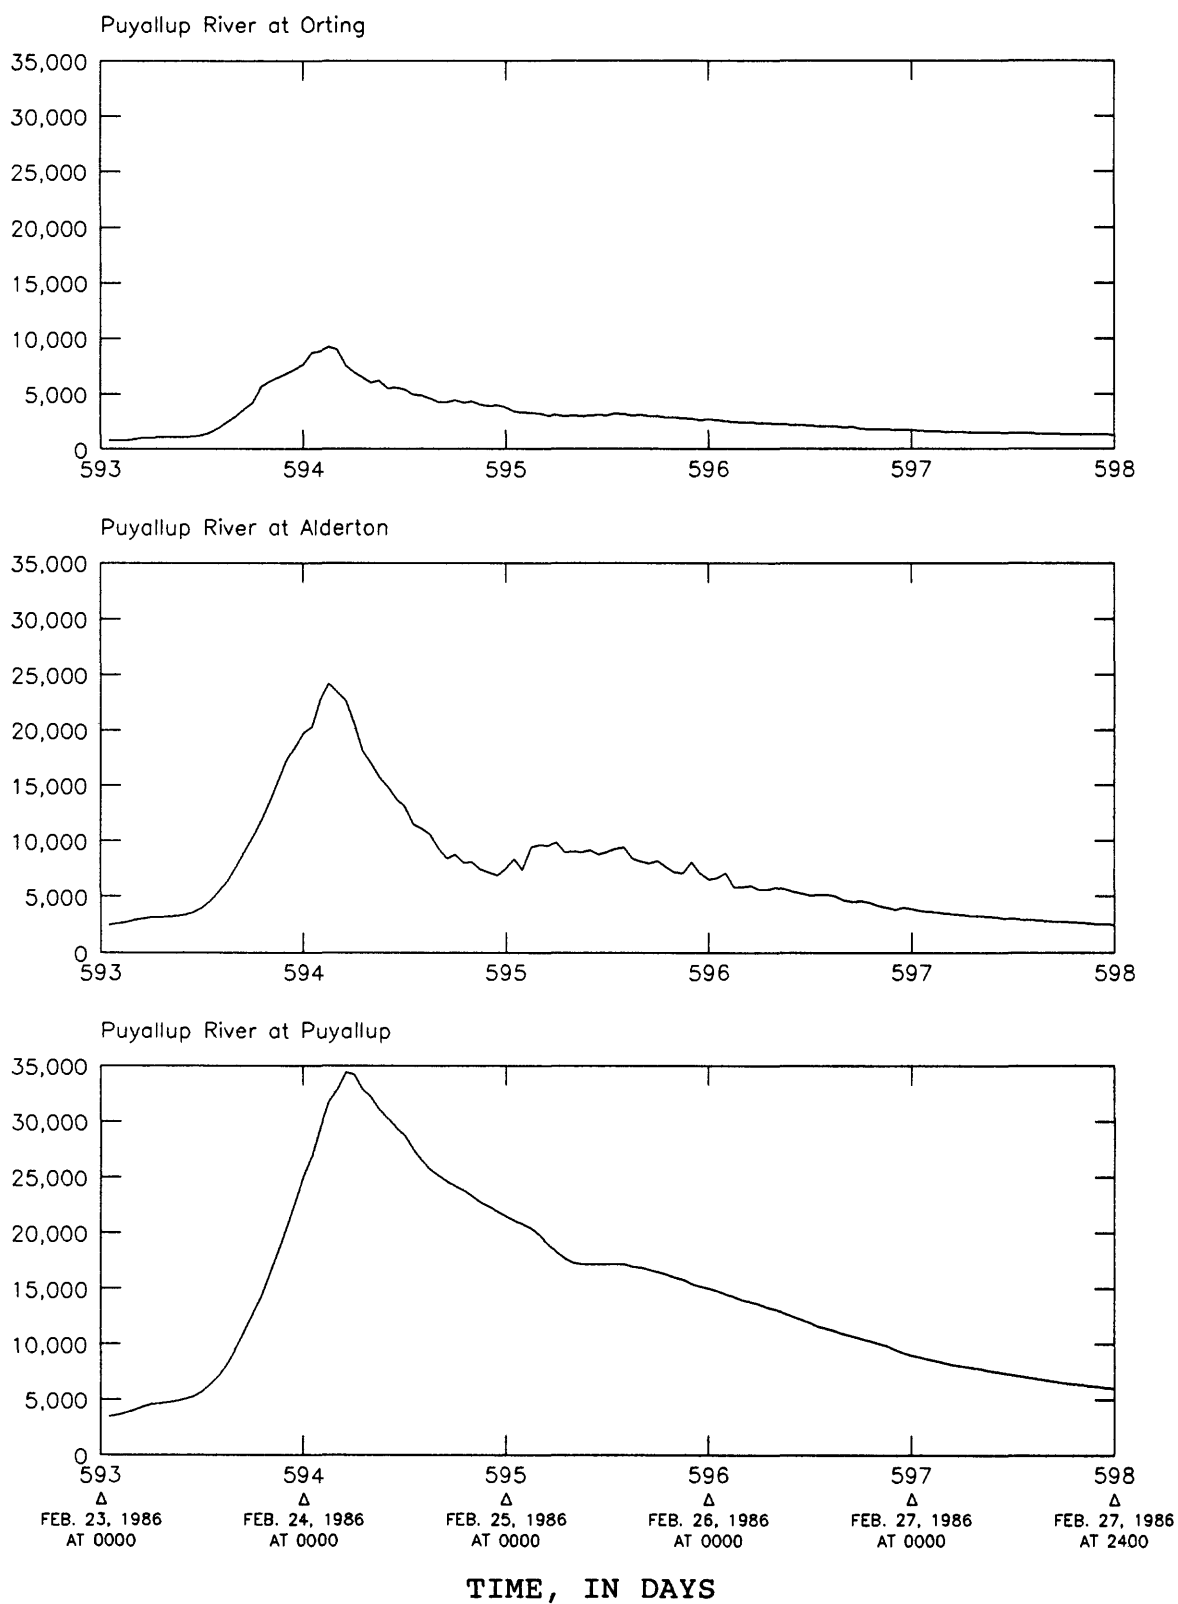 Puyallup River at Orting
35,000
30,000
25,000
20,000
15,000
10,000
5,000
0
593 594 595 596 597 598
Puyallup River at Alderton
35,000
30,000
25,000
20,000
15,000
10,000
5,000
0
593 594 595 596 597 598
Puyallup River at Puyallup
35,000
30,000
25,000
20,000
15,000
10,000
5,000
0
593 594 595 596 597 598
FEB. 23, 1986 FEB. 24, 1986 FEB. 25, 1986 FEB. 26, 1986 FEB. 27, 1986 FEB. 27, 1986
AT 0000 AT 0000 AT 0000 AT 0000 AT 0000 AT 2400
TIME, IN DAYS